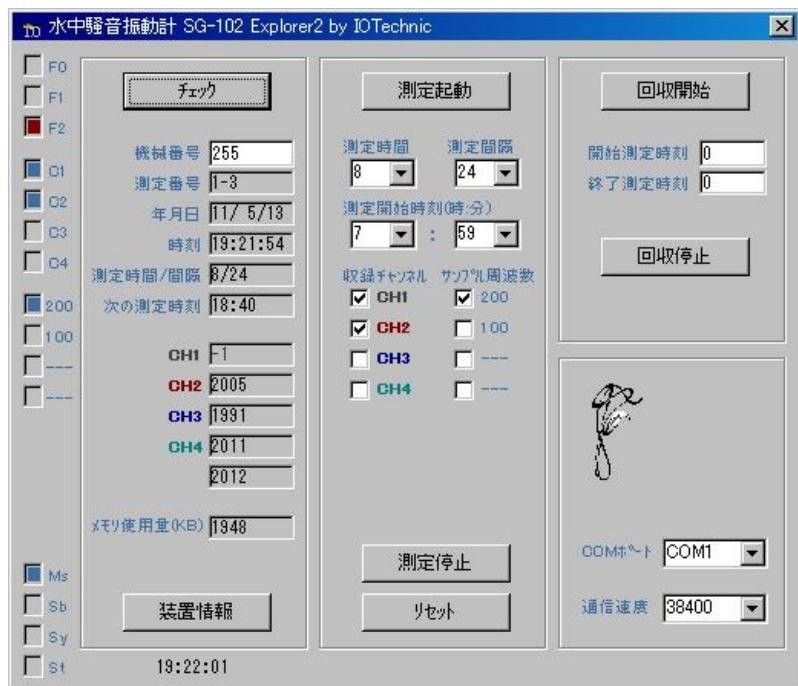 水中騒音振動計 SG-102 Explorer2 by IOTechnic
F0
F1
F2
C1
C2
C3
C4
200
100
---
---
Ms
Sb
Sy
St
チェック
機械番号 255
測定番号 1-3
年月日 11/ 5/13
時刻 19:21:54
測定時間/間隔 8/24
次の測定時刻 18:40
CH1 -1
CH2 2005
CH3 1991
CH4 2011
2012
メモリ使用量(KB) 1948
装置情報
19:22:01
測定起動
測定時間 測定間隔
8 24
測定開始時刻(時:分)
7 : 59
収録チャンネル サンプル周波数
CH1 200
CH2 100
CH3 ---
CH4 ---
測定停止
リセット
回収開始
開始測定時刻 0
終了測定時刻 0
回収停止
COMポート COM1
通信速度 38400